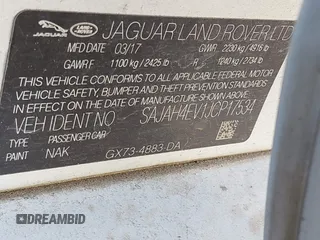 JAGUAR LAND ROVER JAGUAR LAND ROVER LTD
MFD DATE 03/17 GVWR 2230 kg / 4916 lb
GAWR F 1100 kg / 2425 lb R 1240 kg / 2734 lb
THIS VEHICLE CONFORMS TO ALL APPLICABLE FEDERAL MOTOR
VEHICLE SAFETY, BUMPER AND THEFT PREVENTION STANDARDS
IN EFFECT ON THE DATE OF MANUFACTURE SHOWN ABOVE
VEH IDENT NO SAJAH4EV1JCP17534
TYPE PASSENGER CAR
PAINT NAK GX73-4883-DA
DREAMBID